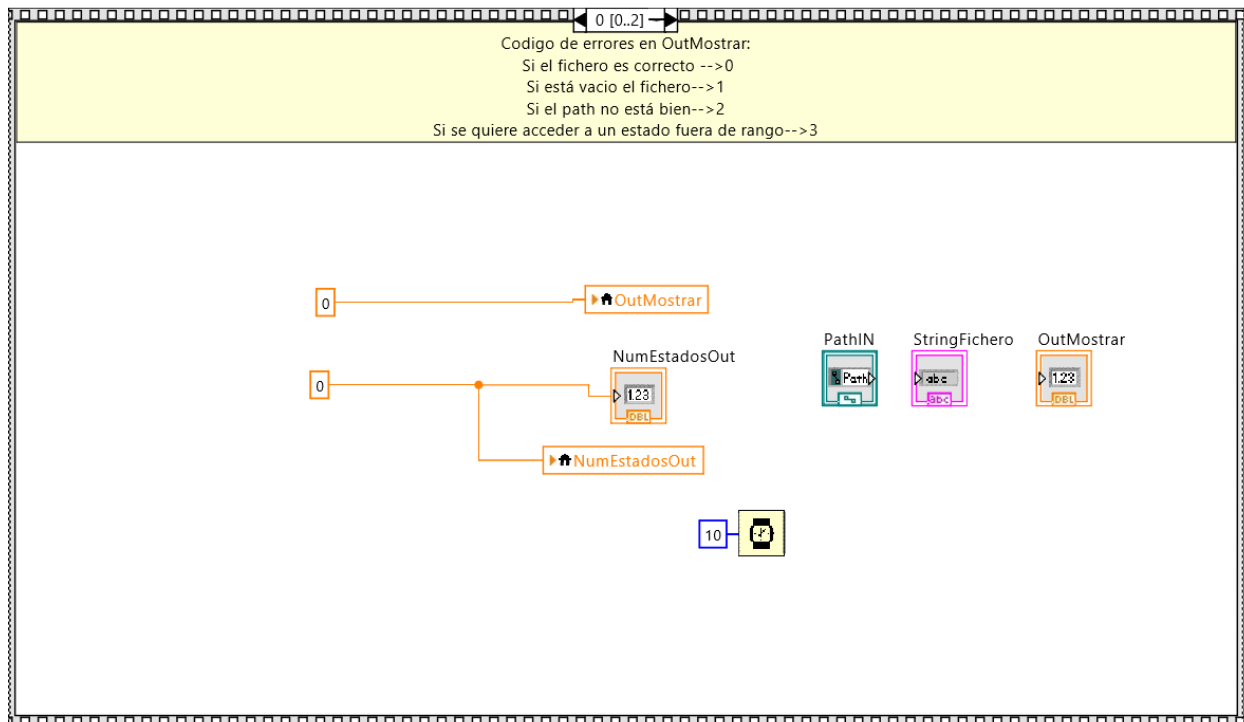 0 [0..2]
Codigo de errores en OutMostrar:
Si el fichero es correcto -->0
Si está vacio el fichero-->1
Si el path no está bien-->2
Si se quiere acceder a un estado fuera de rango-->3
0
OutMostrar
NumEstadosOut
PathIN
StringFichero
OutMostrar
0
1.23
DBL
Path
abc
abc
1.23
DBL
NumEstadosOut
10